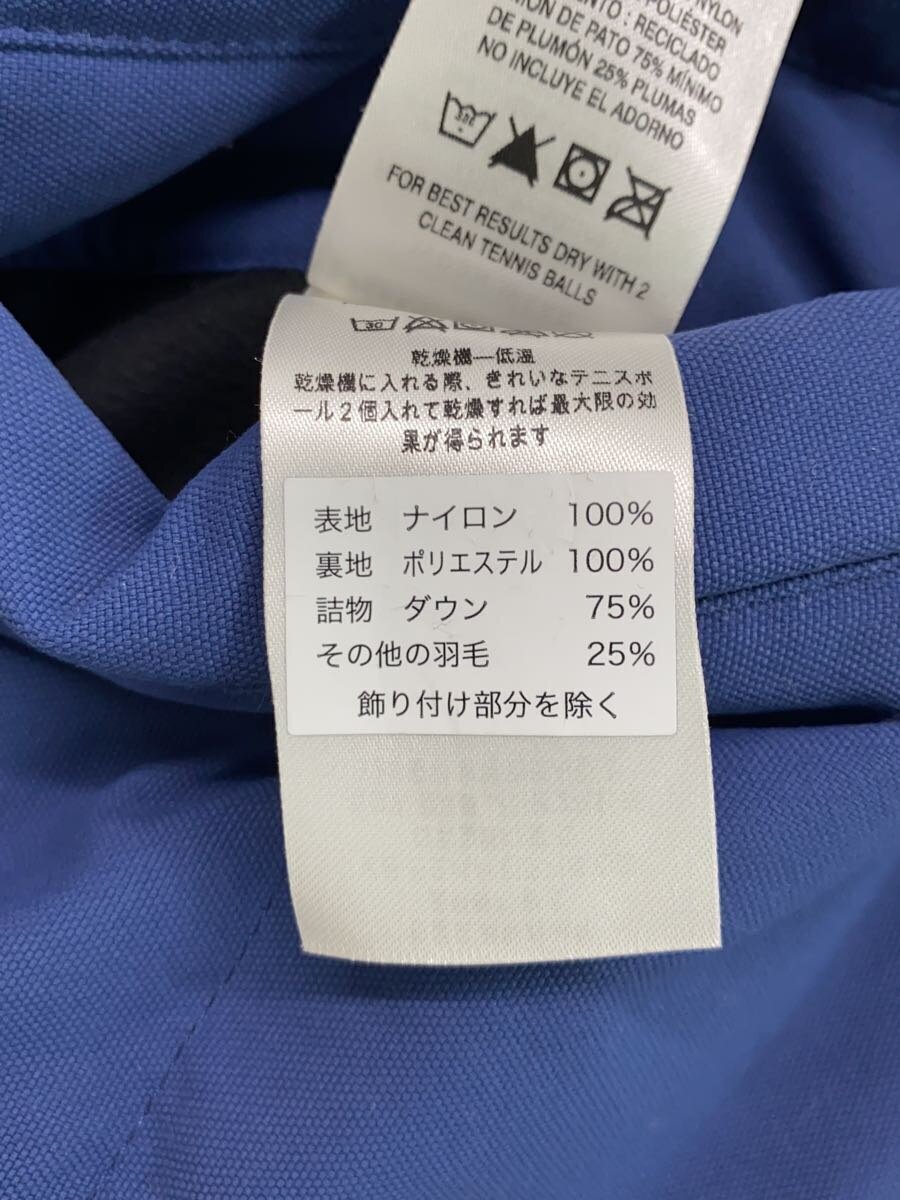 NYLON
POLIÉSTER
: RECICLADO
DE PATO 75% MÍNIMO
DE PLUMÓN 25% PLUMAS
NO INCLUYE EL ADORNO
FOR BEST RESULTS DRY WITH 2
CLEAN TENNIS BALLS
30
乾燥機―低温
乾燥機に入れる際、きれいなテニスボ
ール2個入れて乾燥すれば最大限の効
果が得られます
表地 ナイロン 100%
裏地 ポリエステル 100%
詰物 ダウン 75%
その他の羽毛 25%
飾り付け部分を除く